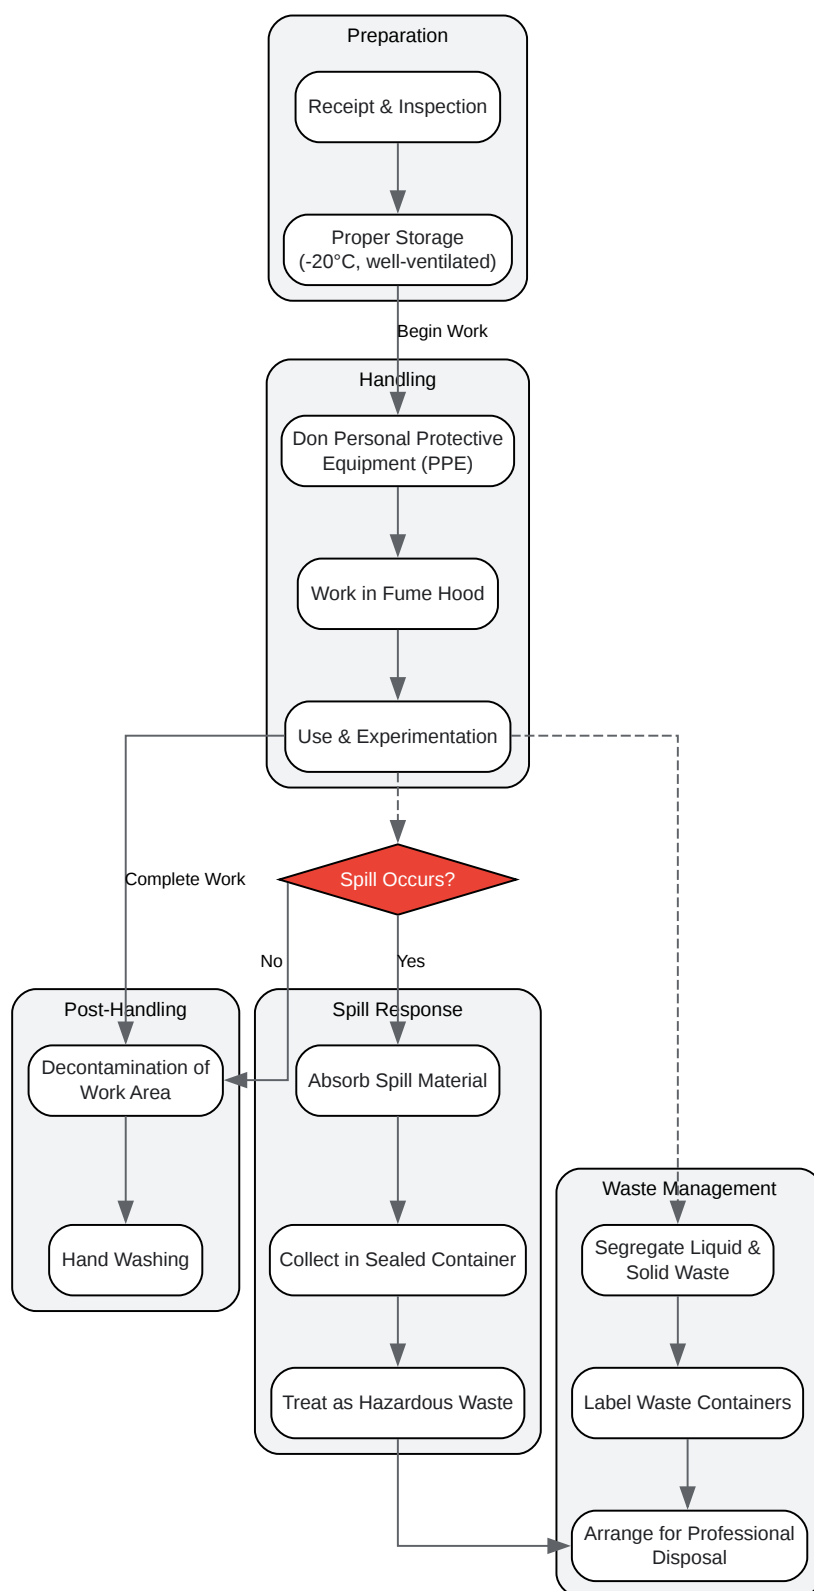 Preparation
Receipt & Inspection
Proper Storage
(-20°C, well-ventilated)
Begin Work
Handling
Don Personal Protective
Equipment (PPE)
Work in Fume Hood
Use & Experimentation
Complete Work
Spill Occurs?
No
Yes
Post-Handling
Decontamination of
Work Area
Hand Washing
Spill Response
Absorb Spill Material
Collect in Sealed Container
Treat as Hazardous Waste
Waste Management
Segregate Liquid &
Solid Waste
Label Waste Containers
Arrange for Professional
Disposal